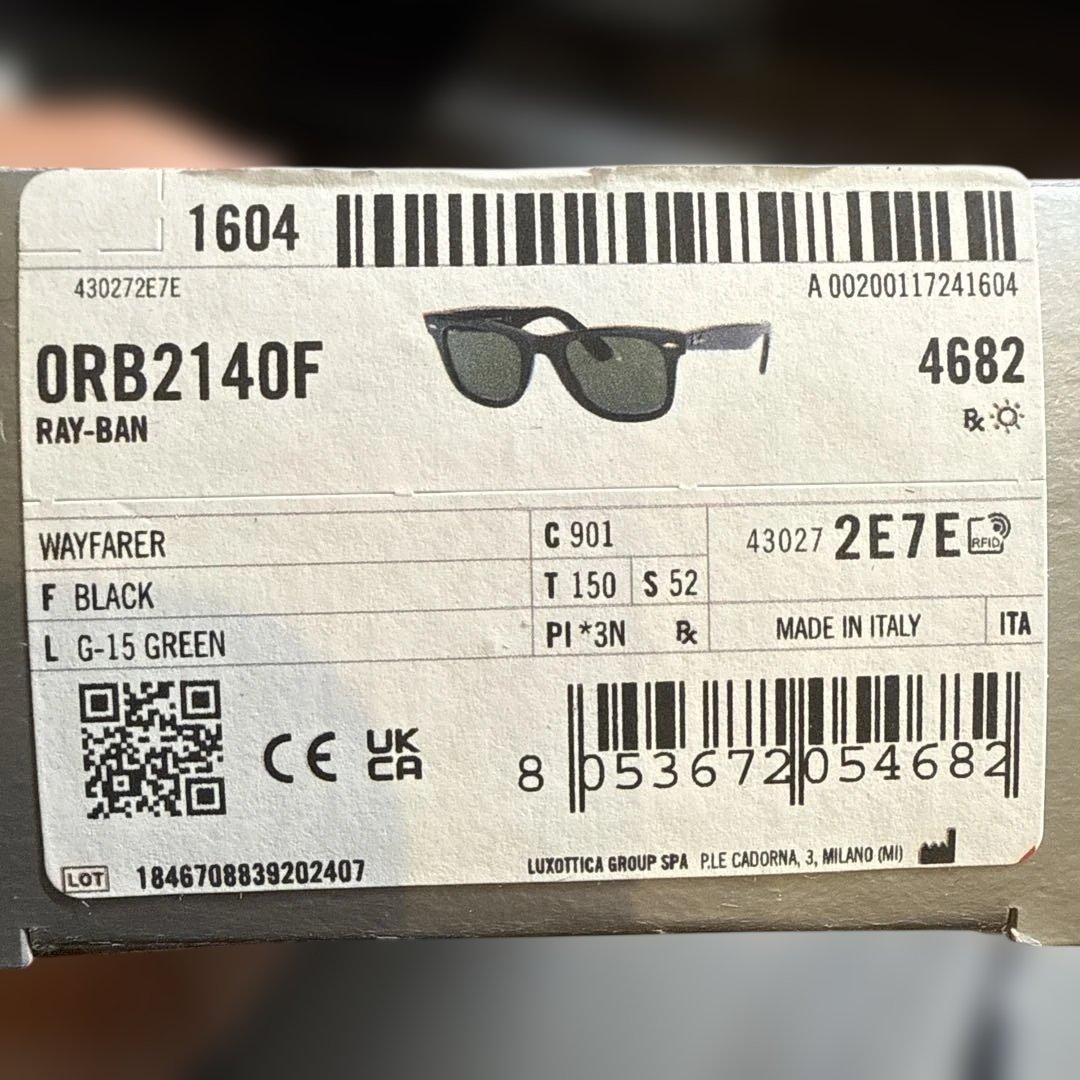 1604
430272E7E
A 00200117241604
0RB2140F
4682
RAY-BAN
Rx
WAYFARER
C 901
43027 2E7E RFID
F BLACK
T 150
S 52
L G-15 GREEN
PI *3N Rx
MADE IN ITALY
ITA
CE UK CA
8 053672 054682
LOT 1846708839202407
LUXOTTICA GROUP SPA P.LE CADORNA, 3, MILANO (MI)